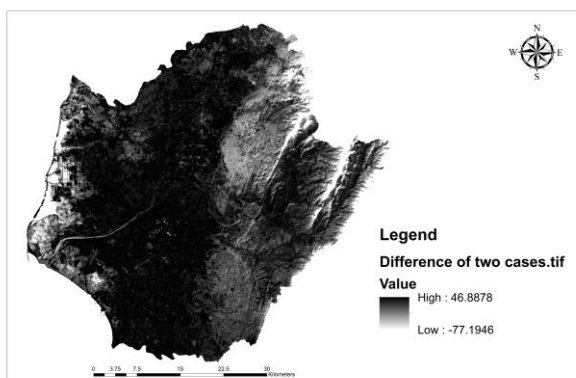 N
W E
S
Legend
Difference of two cases.tif
Value
High : 46.8878
Low : -77.1946
0 3.75 7.5 15 22.5 30
Kilometers